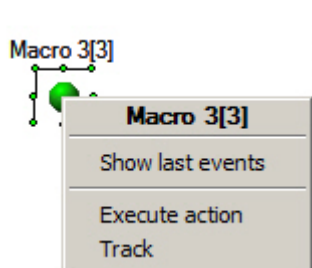 Macro 3[3]
Macro 3[3]
Show last events
Execute action
Track